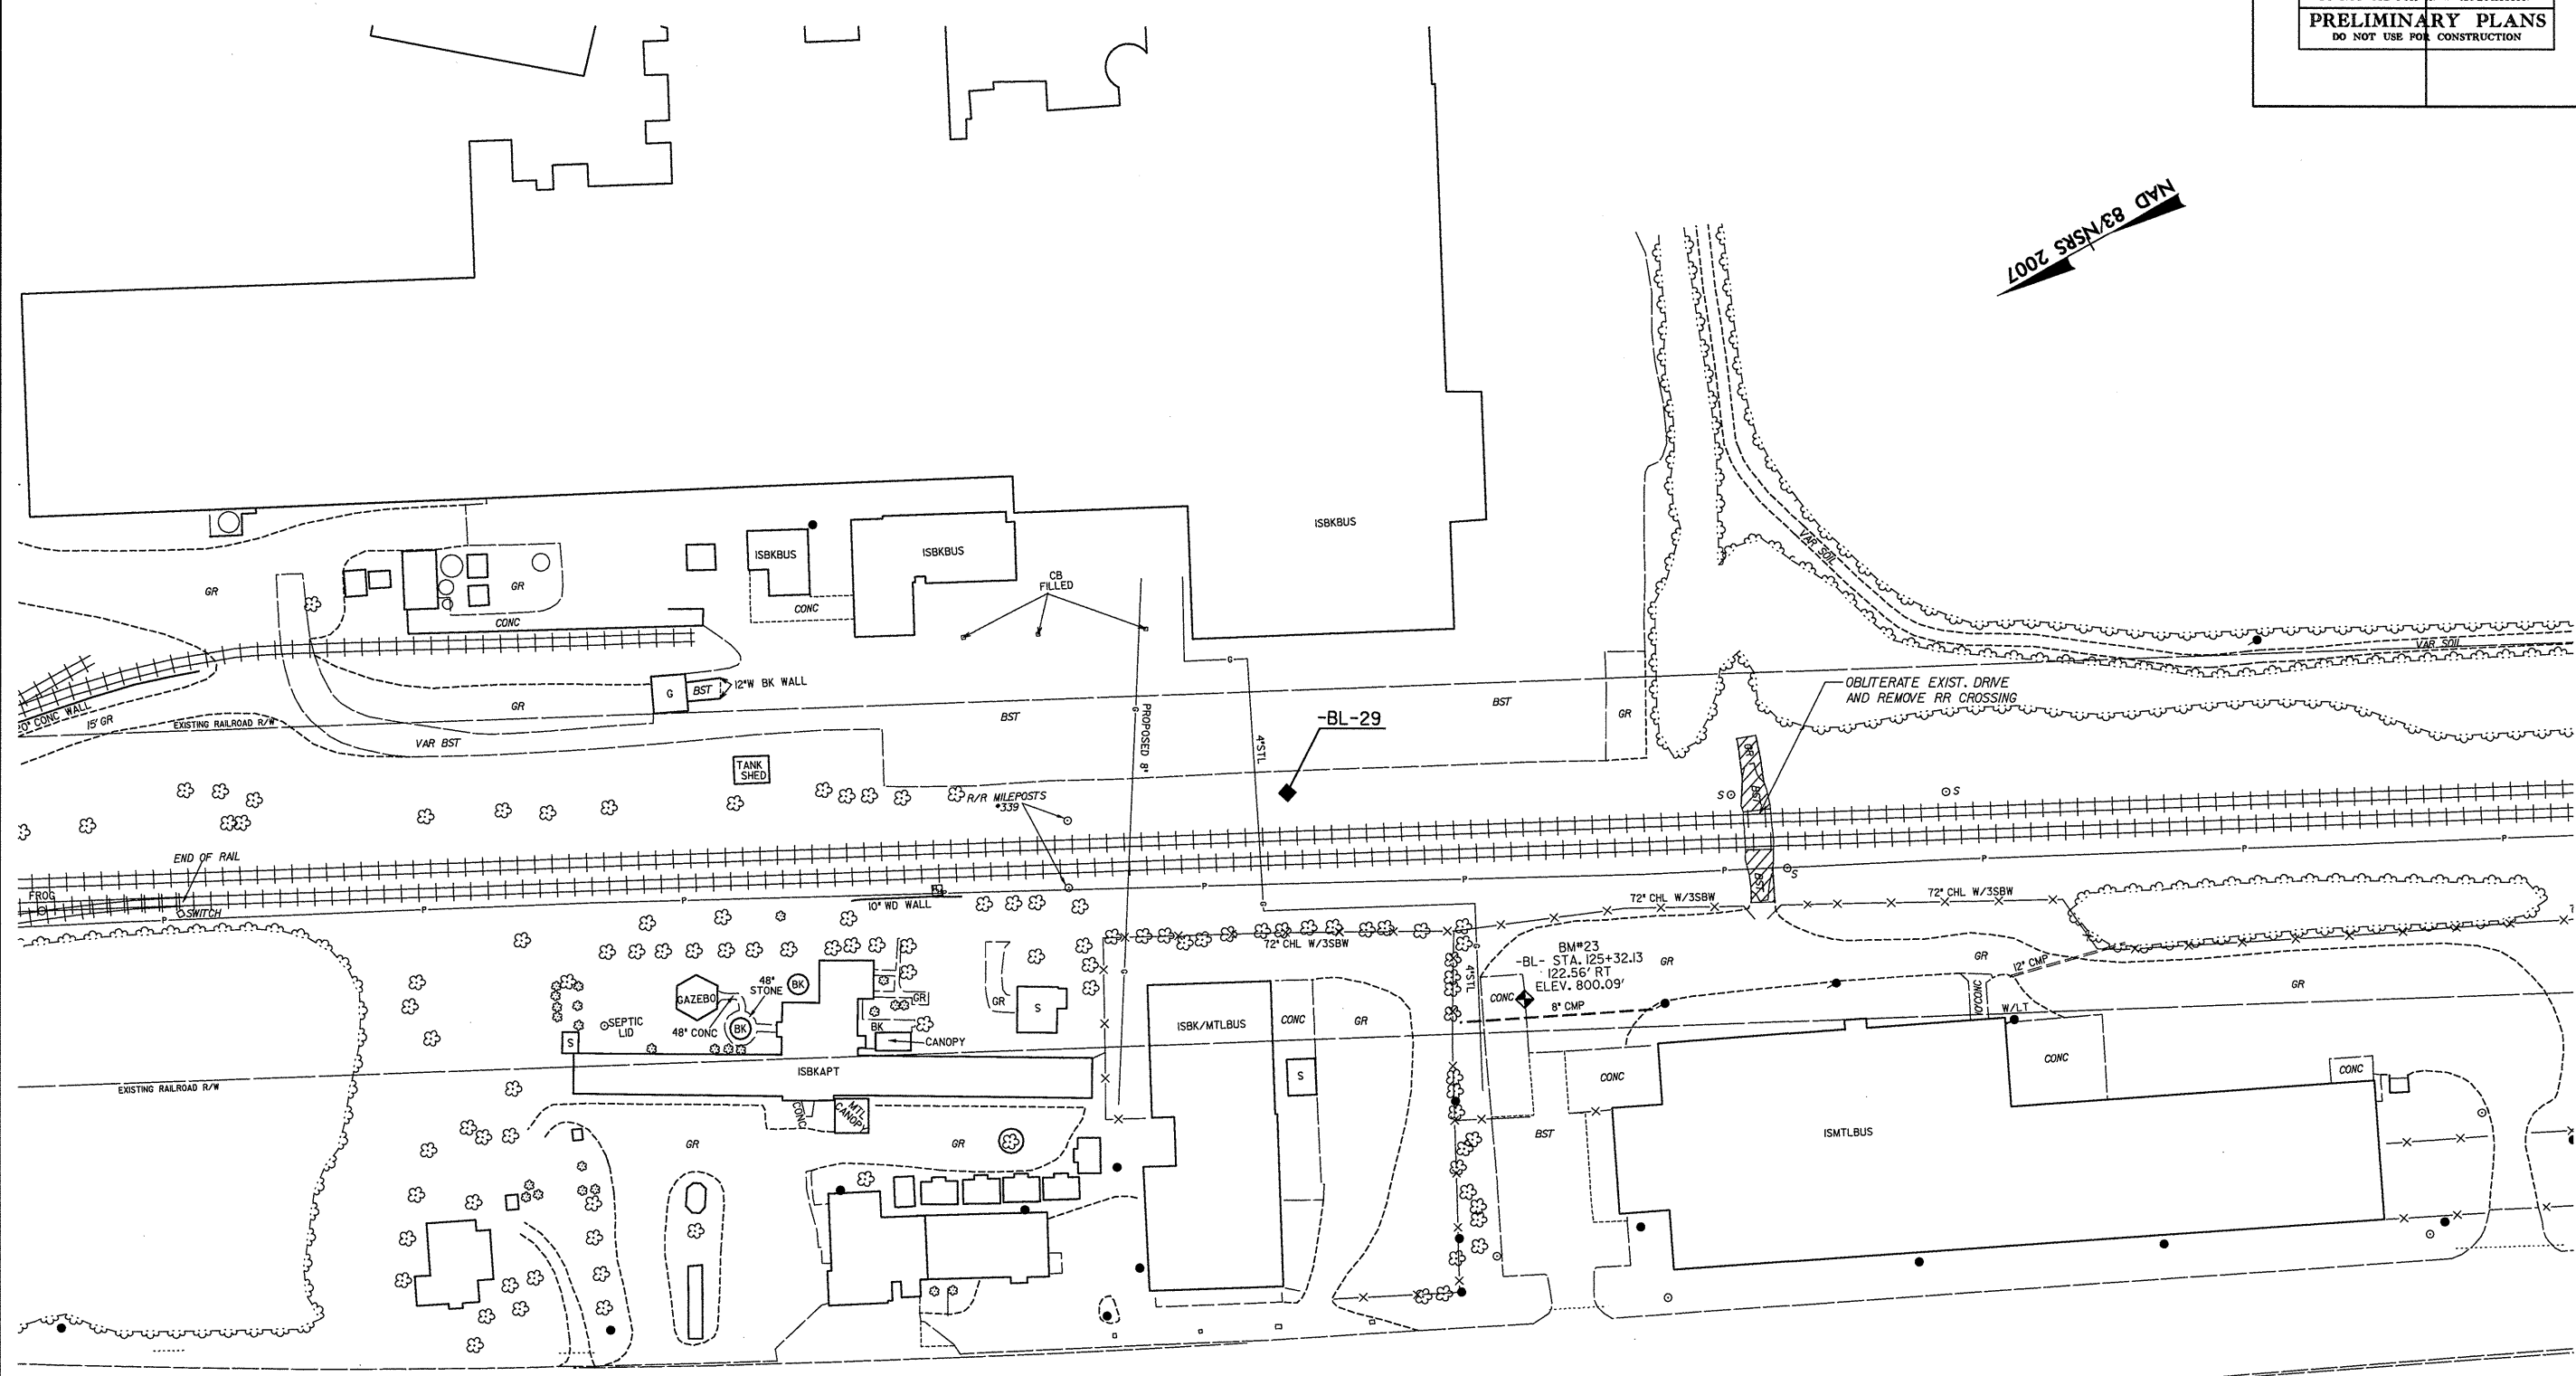 PRELIMINARY PLANS
DO NOT USE FOR CONSTRUCTION
NAD 83/NSRS 2007
ISBKBUS
ISBKBUS
ISBKBUS
CB
FILLED
VAR SOIL
GR
GR
CONC
CONC
VAR SOIL
G
OBLITERATE EXIST. DRIVE
AND REMOVE RR CROSSING
G
BST
12"W BK WALL
GR
CONC WALL
15' GR
EXISTING RAILROAD R/W
BST
BST
GR
-BL-29
PROPOSED 8"
G
VAR BST
4"STL
GR
TANK
SHED
BST
R/R MILEPOSTS
#339
S
S
END OF RAIL
FROG
SWITCH
P
P
P
P
P
P
P
P
P
S
BST
10" WD WALL
G
72" CHL W/3SBW
72" CHL W/3SBW
72" CHL W/3SBW
G
BM#23
-BL- STA. 125+32.13
122.56' RT
ELEV. 800.09'
GR
GR
12" CMP
4"STL
G
GR
GAZEBO
48"
STONE
BK
GR
GR
CONC
8" CMP
CONC
W/LT
SEPTIC
LID
48" CONC
BK
BK
CANOPY
S
ISBK/MTLBUS
CONC
GR
S
CONC
CONC
CONC
S
EXISTING RAILROAD R/W
ISBKAPT
CONC
MTL
CANOPY
GR
GR
BST
ISMTLBUS